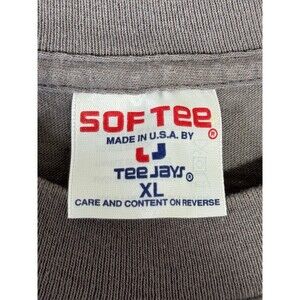 SOFTEE®
MADE IN U.S.A. BY
TEE JAYS®
XL
CARE AND CONTENT ON REVERSE